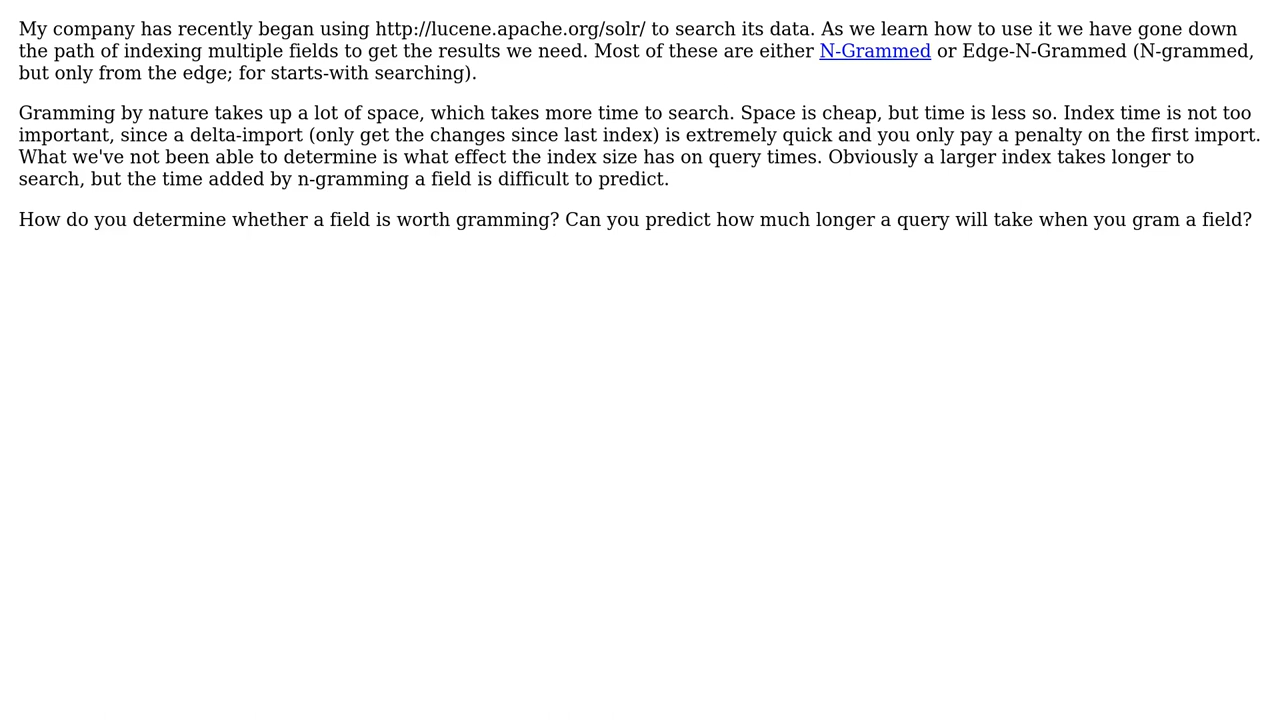 My company has recently began using http://lucene.apache.org/solr/ to search its data. As we learn how to use it we have gone down
the path of indexing multiple fields to get the results we need. Most of these are either N-Grammed or Edge-N-Grammed (N-grammed,
but only from the edge; for starts-with searching).
Gramming by nature takes up a lot of space, which takes more time to search. Space is cheap, but time is less so. Index time is not too
important, since a delta-import (only get the changes since last index) is extremely quick and you only pay a penalty on the first import.
What we've not been able to determine is what effect the index size has on query times. Obviously a larger index takes longer to
search, but the time added by n-gramming a field is difficult to predict.
How do you determine whether a field is worth gramming? Can you predict how much longer a query will take when you gram a field?